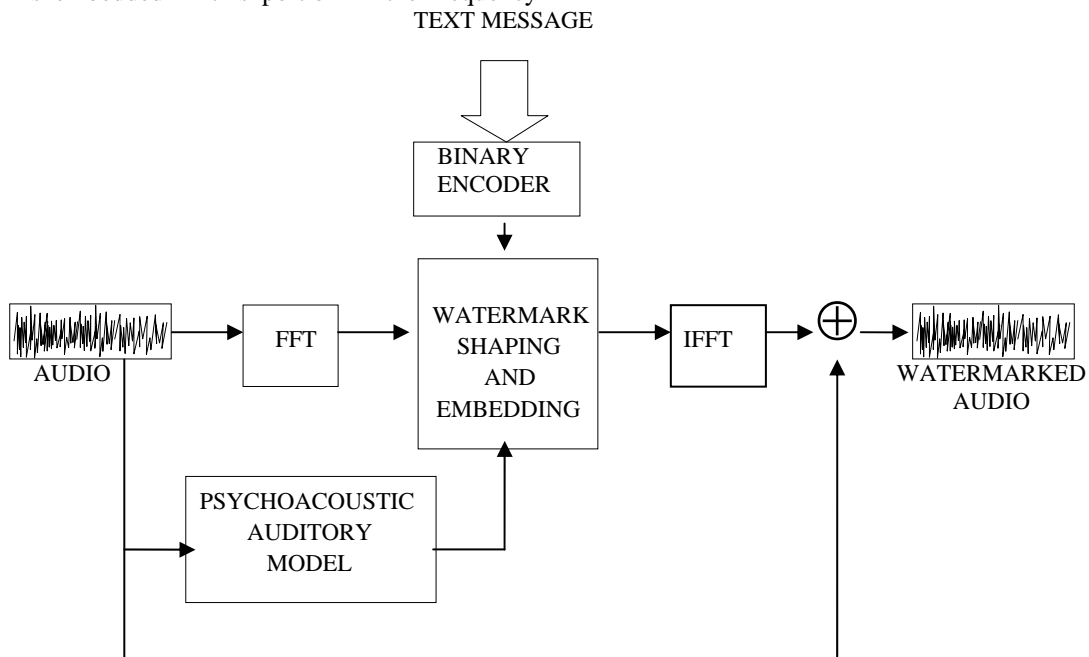 TEXT MESSAGE
BINARY
ENCODER
WATERMARK
SHAPING
AND
EMBEDDING
FFT
IFFT
AUDIO
WATERMARKED
AUDIO
PSYCHOACOUSTIC
AUDITORY
MODEL